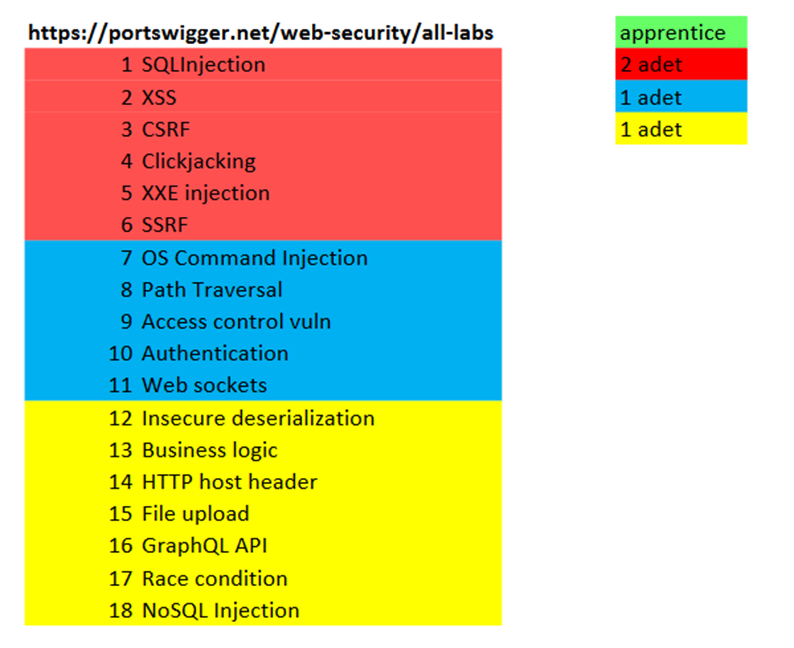 https://portswigger.net/web-security/all-labs
1 SQLInjection
2 XSS
3 CSRF
4 Clickjacking
5 XXE injection
6 SSRF
7 OS Command Injection
8 Path Traversal
9 Access control vuln
10 Authentication
11 Web sockets
12 Insecure deserialization
13 Business logic
14 HTTP host header
15 File upload
16 GraphQL API
17 Race condition
18 NoSQL Injection
apprentice
2 adet
1 adet
1 adet